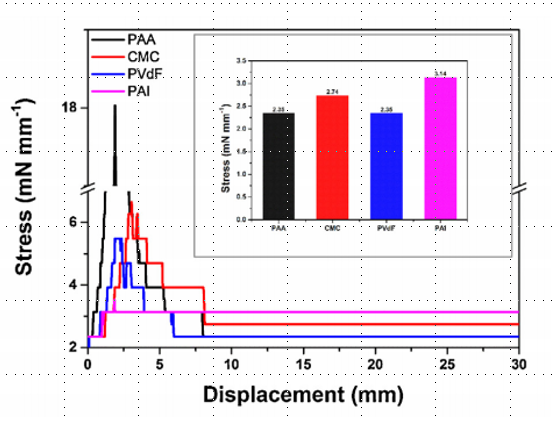 PAA
CMC
PVdF
PAI
18
6
4
2
Stress (mN mm⁻¹)
0 5 10 15 20 25 30
Displacement (mm)
3.5
3.0
2.5
2.0
1.5
1.0
0.5
0.0
Stress (mN mm⁻¹)
2.35 2.74 2.35 3.14
PAA CMC PVdF PAI